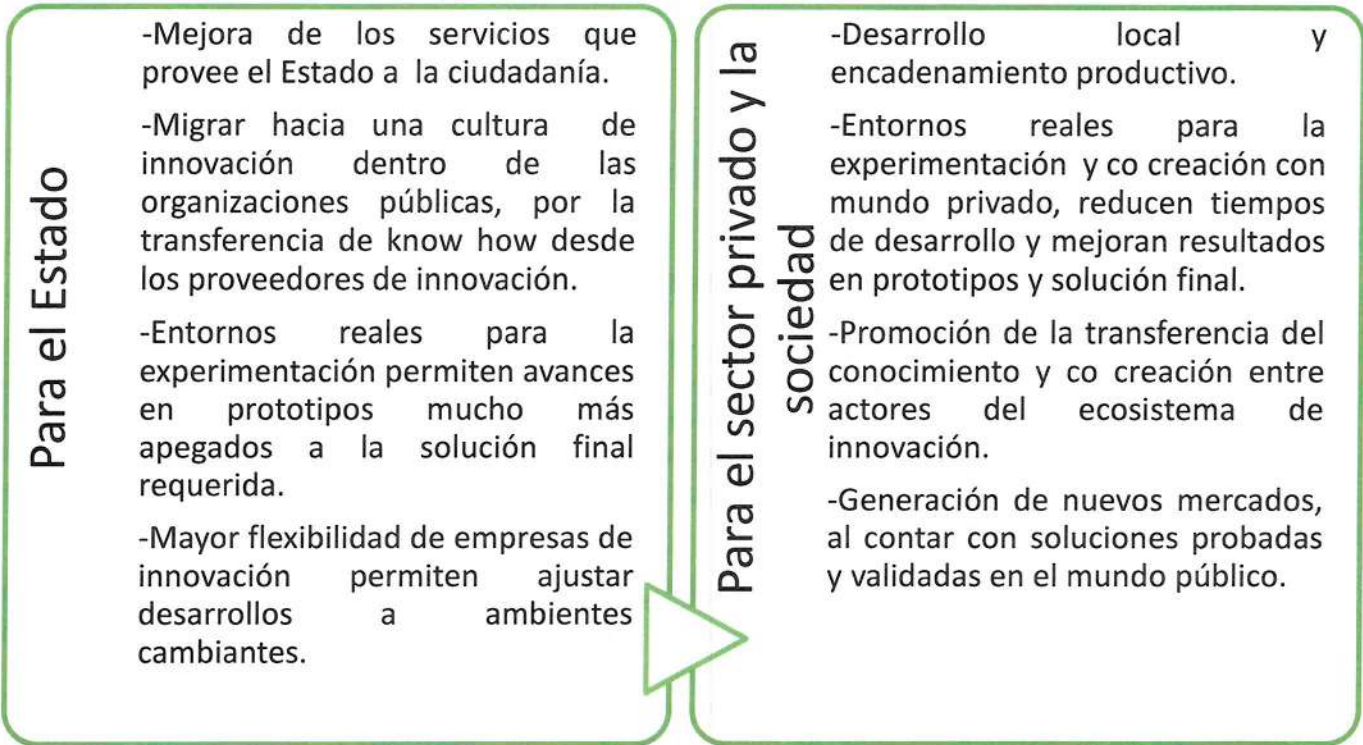 Para el Estado
-Mejora de los servicios que
provee el Estado a la ciudadanía.
-Migrar hacia una cultura de
innovación dentro de las
organizaciones públicas, por la
transferencia de know how desde
los proveedores de innovación.
-Entornos reales para la
experimentación permiten avances
en prototipos mucho más
apegados a la solución final
requerida.
-Mayor flexibilidad de empresas de
innovación permiten ajustar
desarrollos a ambientes
cambiantes.
Para el sector privado y la
sociedad
-Desarrollo local y
encadenamiento productivo.
-Entornos reales para la
experimentación y co creación con
mundo privado, reducen tiempos
de desarrollo y mejoran resultados
en prototipos y solución final.
-Promoción de la transferencia del
conocimiento y co creación entre
actores del ecosistema de
innovación.
-Generación de nuevos mercados,
al contar con soluciones probadas
y validadas en el mundo público.